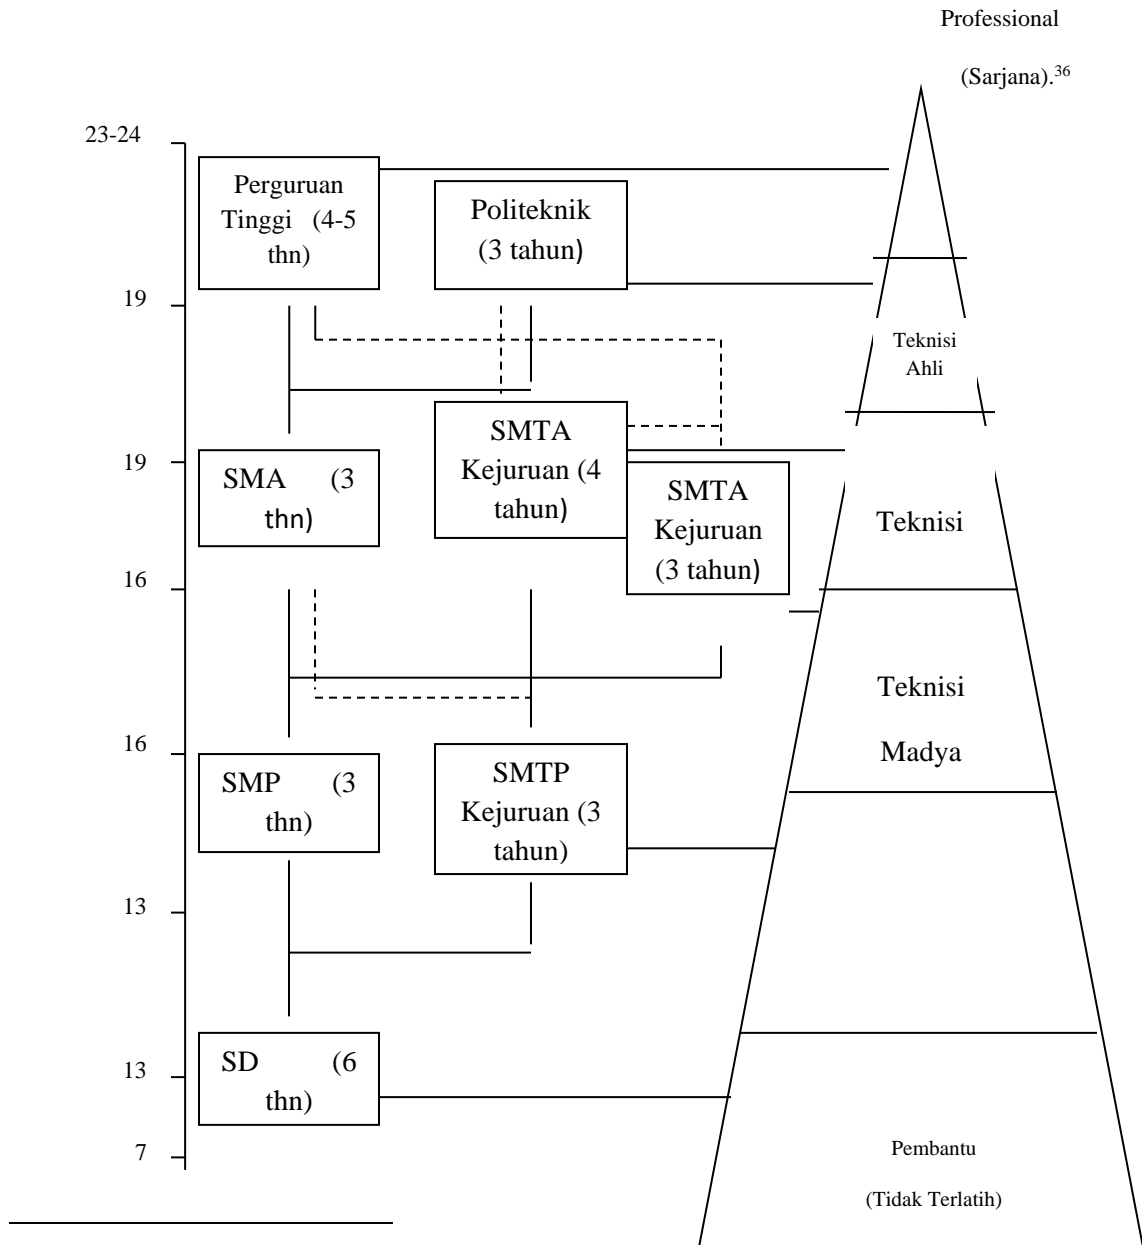 Professional
(Sarjana).36
23-24
Perguruan
Tinggi (4-5
thn)
Politeknik
(3 tahun)
19
Teknisi
Ahli
SMTA
Kejuruan (4
tahun)
19
SMA (3
thn)
SMTA
Kejuruan
(3 tahun)
Teknisi
16
Teknisi
Madya
16
SMP (3
thn)
SMTP
Kejuruan (3
tahun)
13
SD (6
thn)
13
7
Pembantu
(Tidak Terlatih)